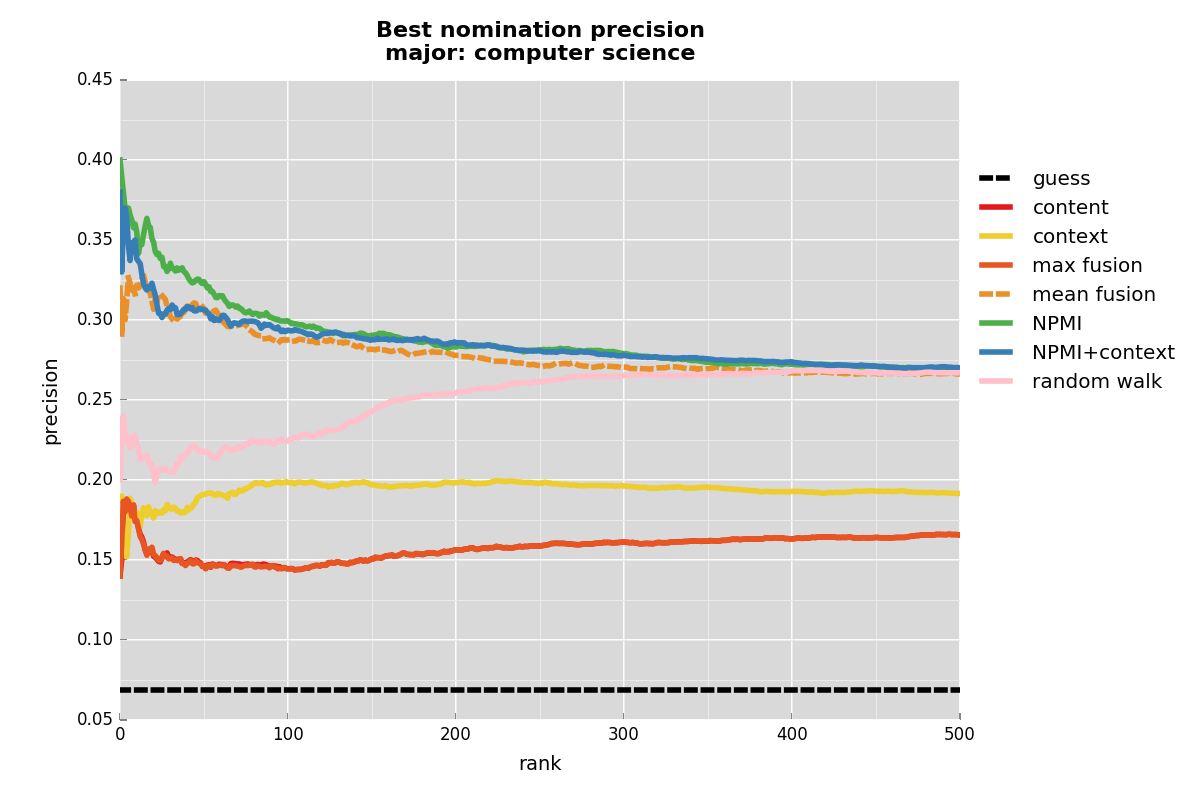 Best nomination precision
major: computer science
precision
0.45
0.40
0.35
0.30
0.25
0.20
0.15
0.10
0.05
0
100
200
300
400
500
rank
guess
content
context
max fusion
mean fusion
NPMI
NPMI+context
random walk